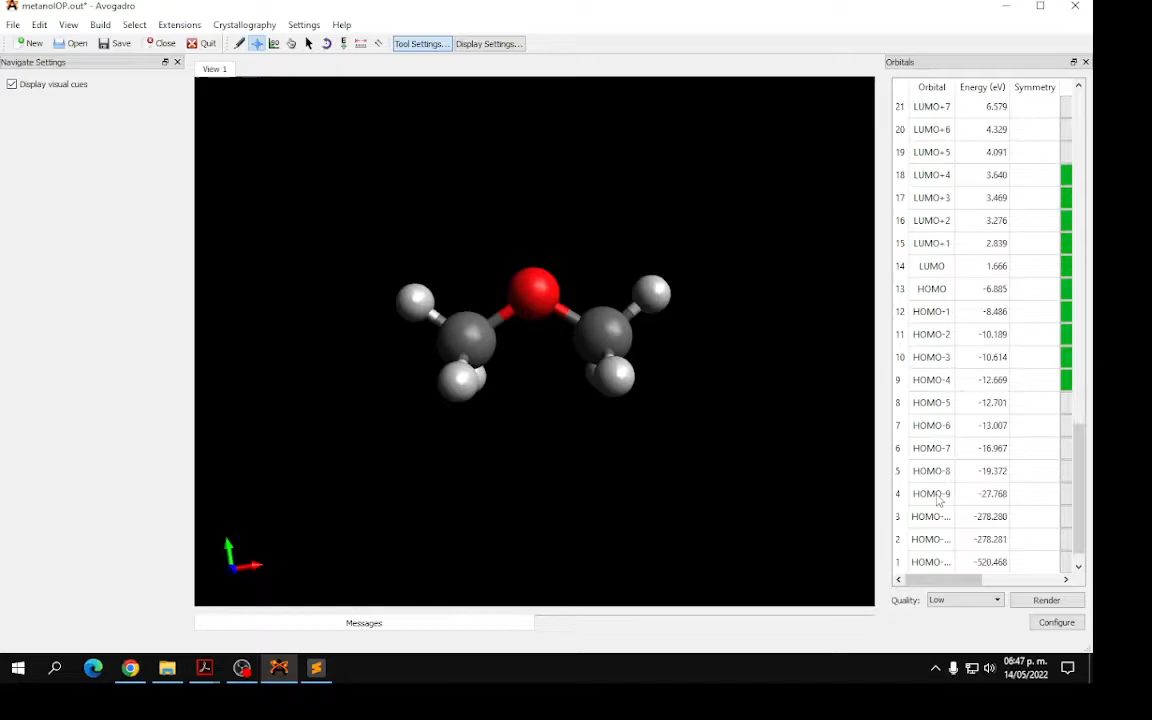 metanolOP.out* - Avogadro
File Edit View Build Select Extensions Crystallography Settings Help
New Open Save Close Quit Tool Settings... Display Settings...
Navigate Settings
View 1
Orbitals
Display visual cues
Orbital Energy (eV) Symmetry
21 LUMO+7 6.579
20 LUMO+6 4.329
19 LUMO+5 4.091
18 LUMO+4 3.640
17 LUMO+3 3.469
16 LUMO+2 3.276
15 LUMO+1 2.839
14 LUMO 1.666
13 HOMO -6.885
12 HOMO-1 -8.486
11 HOMO-2 -10.189
10 HOMO-3 -10.614
9 HOMO-4 -12.669
8 HOMO-5 -12.701
7 HOMO-6 -13.007
6 HOMO-7 -16.967
5 HOMO-8 -19.372
4 HOMO-9 -27.768
3 HOMO-... -278.280
2 HOMO-... -278.281
1 HOMO-... -520.468
Quality: Low Render
Configure
Messages
06:47 p. m.
14/05/2022